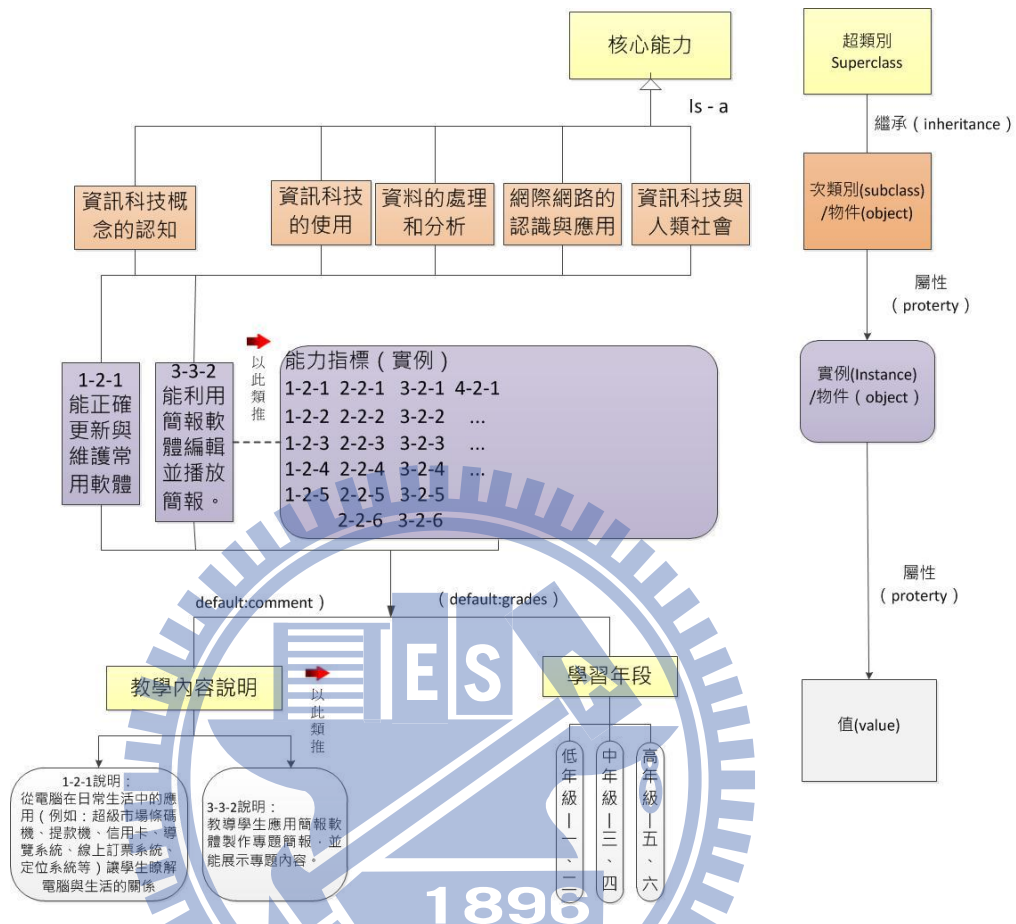 核心能力
Is - a
資訊科技概
念的認知
資訊科技
的使用
資料的處理
和分析
網際網路的
認識與應用
資訊科技與
人類社會
1-2-1
能正確
更新與
維護常
用軟體
3-3-2
能利用
簡報軟
體編輯
並播放
簡報。
以此類推
能力指標（實例）
1-2-1 2-2-1 3-2-1 4-2-1
1-2-2 2-2-2 3-2-2 ...
1-2-3 2-2-3 3-2-3 ...
1-2-4 2-2-4 3-2-4 ...
1-2-5 2-2-5 3-2-5
2-2-6 3-2-6
default:comment ）
（ default:grades）
教學內容說明
以此類推
學習年段
1-2-1說明：
從電腦在日常生活中的應
用（例如：超級市場條碼
機、提款機、信用卡、導
覽系統、線上訂票系統、
定位系統等）讓學生瞭解
電腦與生活的關係
3-3-2說明：
教導學生應用簡報軟
體製作專題簡報，並
能展示專題內容。
低年級－一、二
中年級－三、四
高年級－五、六
超類別
Superclass
繼承（inheritance）
次類別(subclass)
/物件(object)
屬性
（proterty）
實例(Instance)
/物件（object）
屬性
（proterty）
值(value)
ES
1896